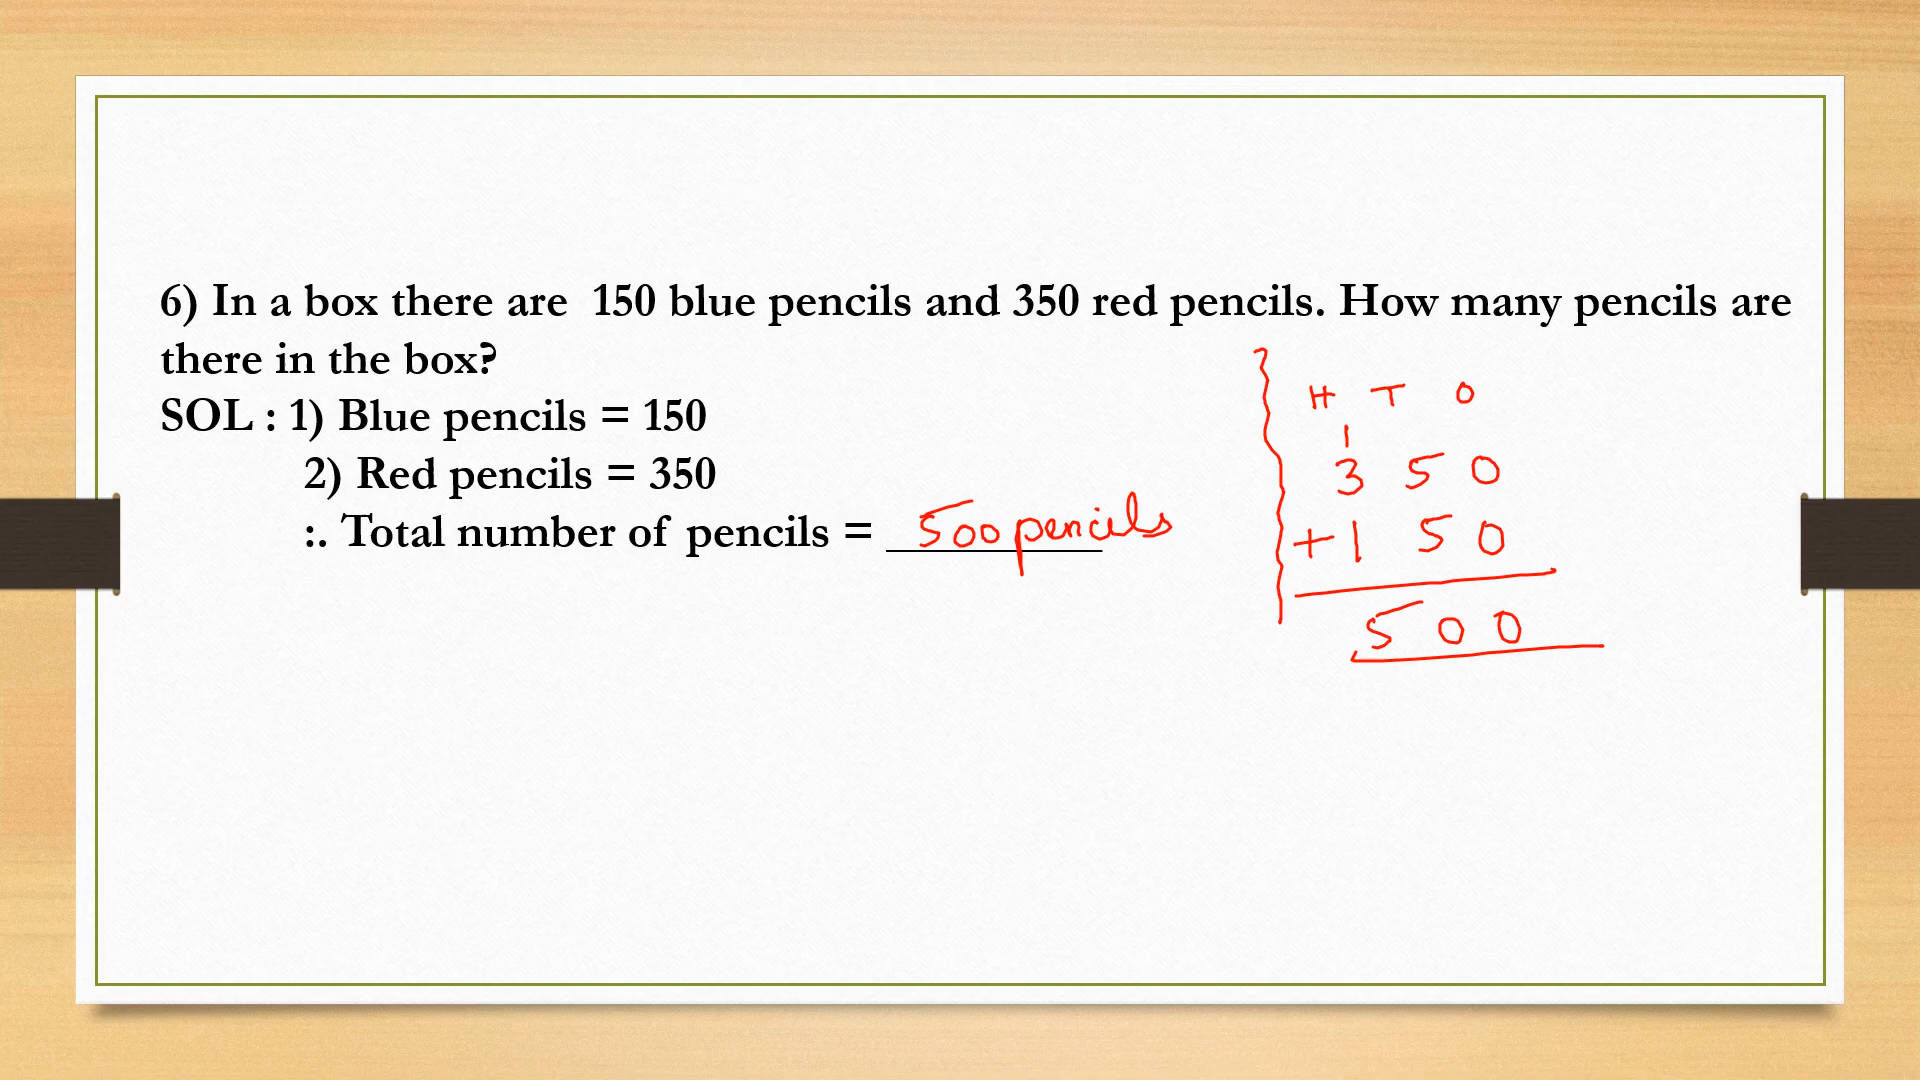 6) In a box there are 150 blue pencils and 350 red pencils. How many pencils are
there in the box?
SOL : 1) Blue pencils = 150
2) Red pencils = 350
:. Total number of pencils = 500 pencils
H T O
1
3 5 0
+ 1 5 0
5 0 0